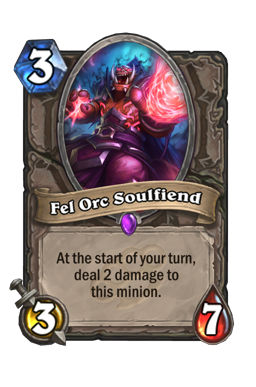 3
Fel Orc Soulfiend
At the start of your turn,
deal 2 damage to
this minion.
3
7